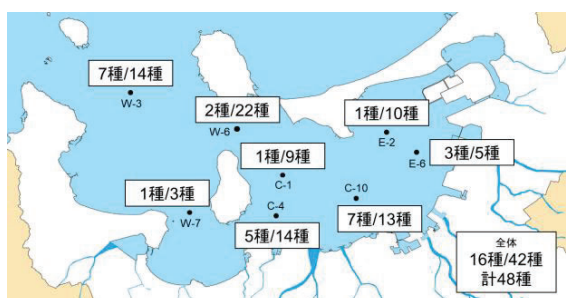 7種/14種
W-3
2種/22種
W-6
1種/10種
E-2
3種/5種
E-6
1種/9種
C-1
1種/3種
W-7
C-10
7種/13種
C-4
5種/14種
全体
16種/42種
計48種